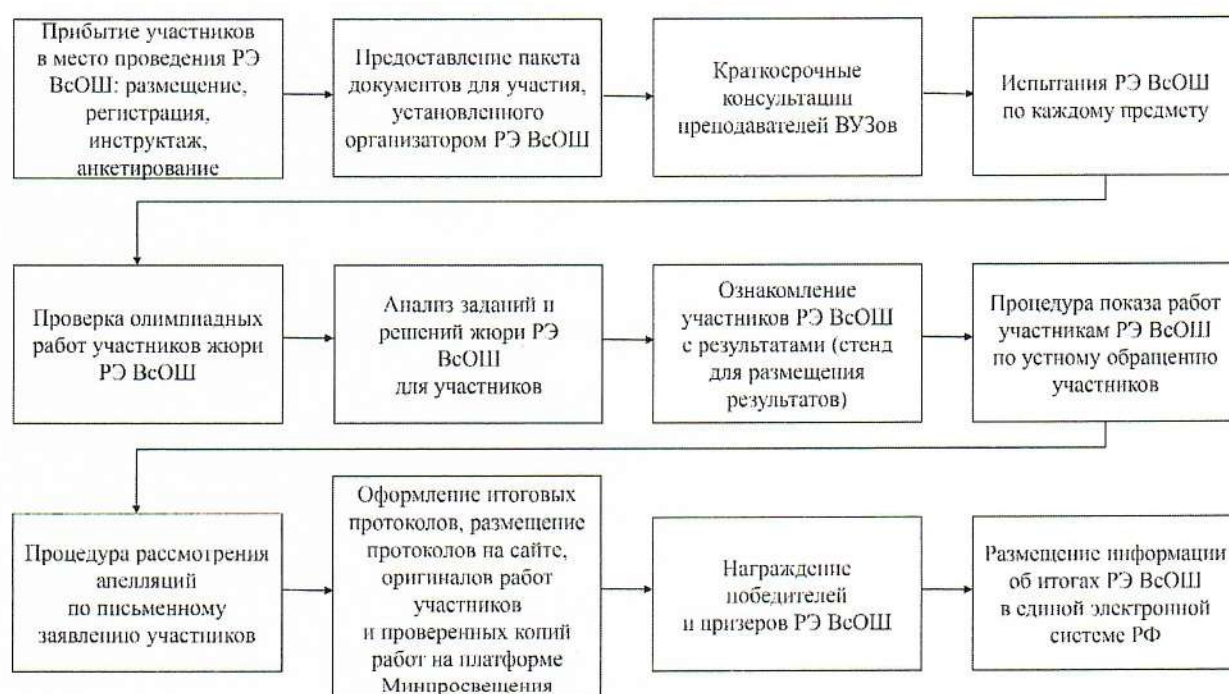 Прибытие участников
в место проведения РЭ
ВсОШ: размещение,
регистрация,
инструктаж,
анкетирование
Предоставление пакета
документов для участия,
установленного
организатором РЭ ВсОШ
Краткосрочные
консультации
преподавателей ВУЗов
Испытания РЭ ВсОШ
по каждому предмету
Проверка олимпиадных
работ участников жюри
РЭ ВсОШ
Анализ заданий и
решений жюри РЭ
ВсОШ
для участников
Ознакомление
участников РЭ ВсОШ
с результатами (стенд
для размещения
результатов)
Процедура показа работ
участникам РЭ ВсОШ
по устному обращению
участников
Процедура рассмотрения
апелляций
по письменному
заявлению участников
Оформление итоговых
протоколов, размещение
протоколов на сайте,
оригиналов работ
участников
и проверенных копий
работ на платформе
Минпросвещения
Награждение
победителей
и призеров РЭ ВсОШ
Размещение информации
об итогах РЭ ВсОШ
в единой электронной
системе РФ